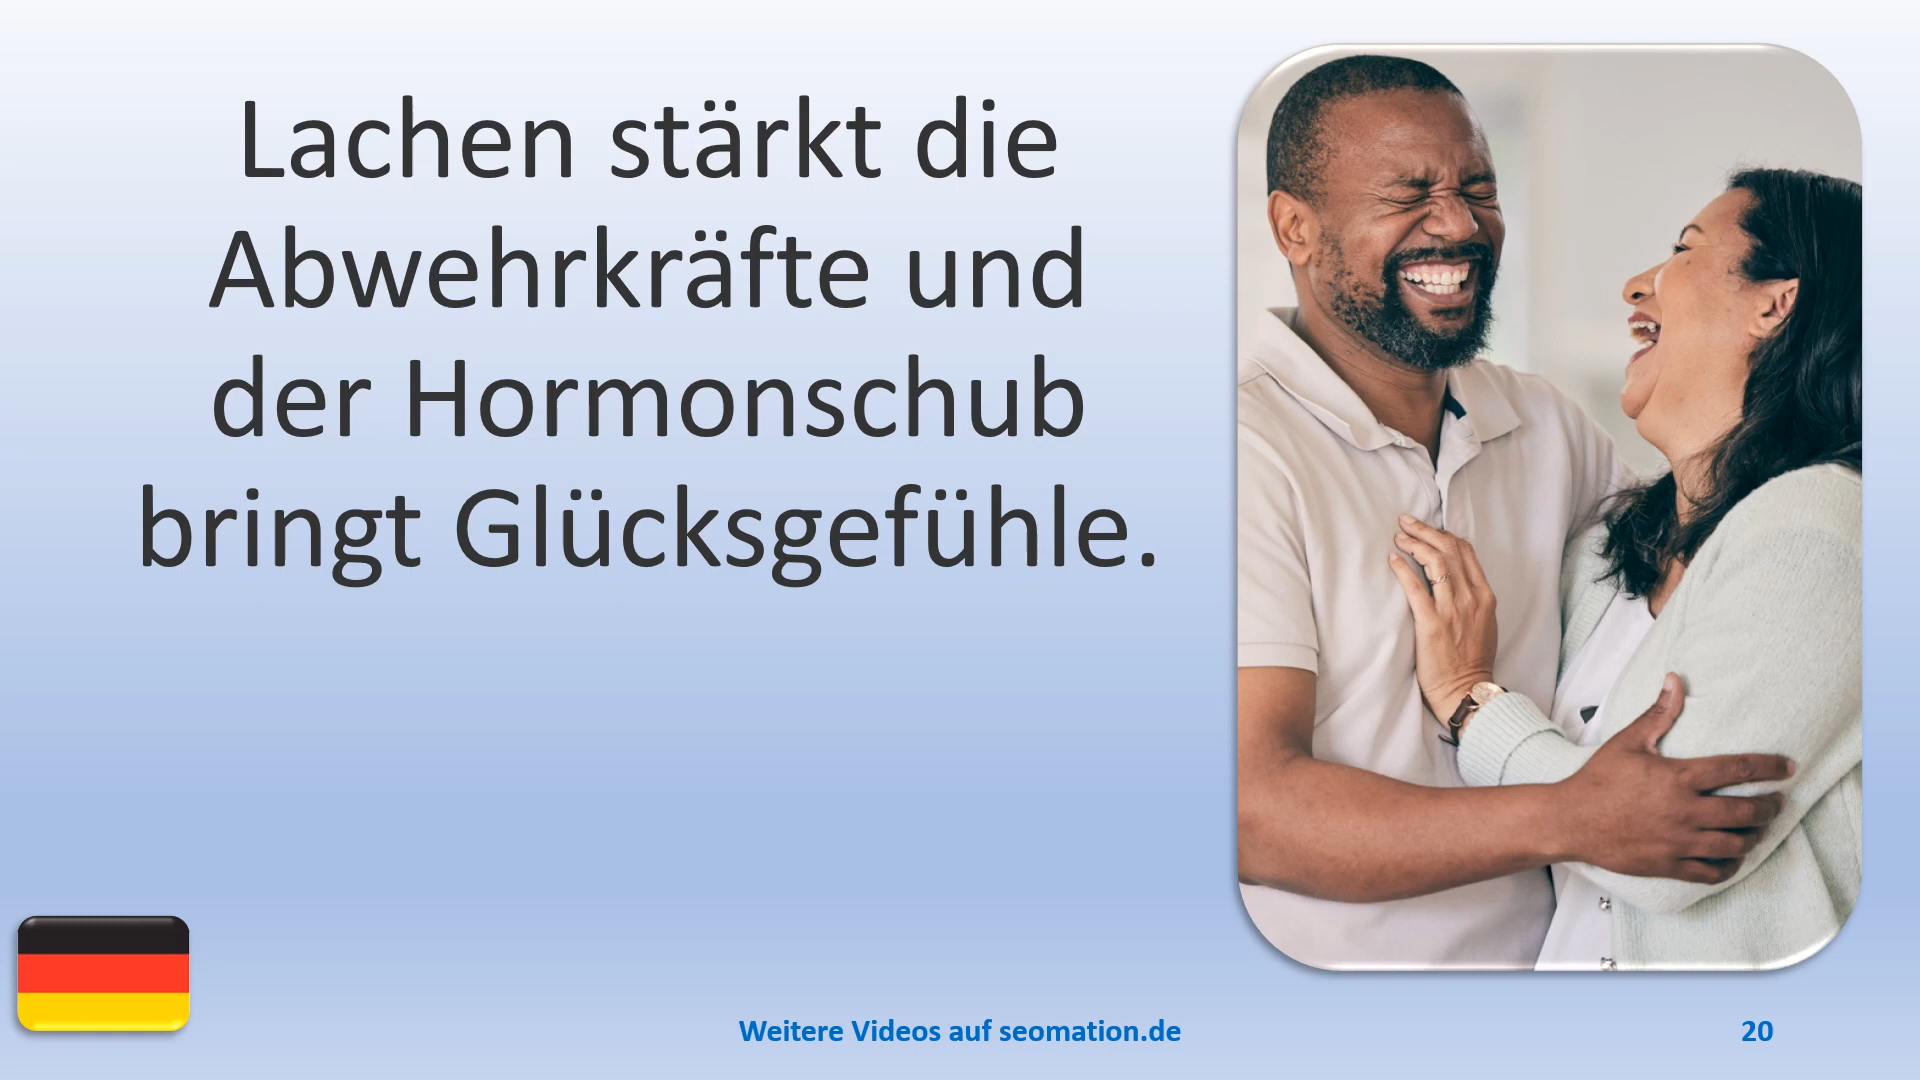 Lachen stärkt die
Abwehrkräfte und
der Hormonschub
bringt Glücksgefühle.
Weitere Videos auf seomation.de
20